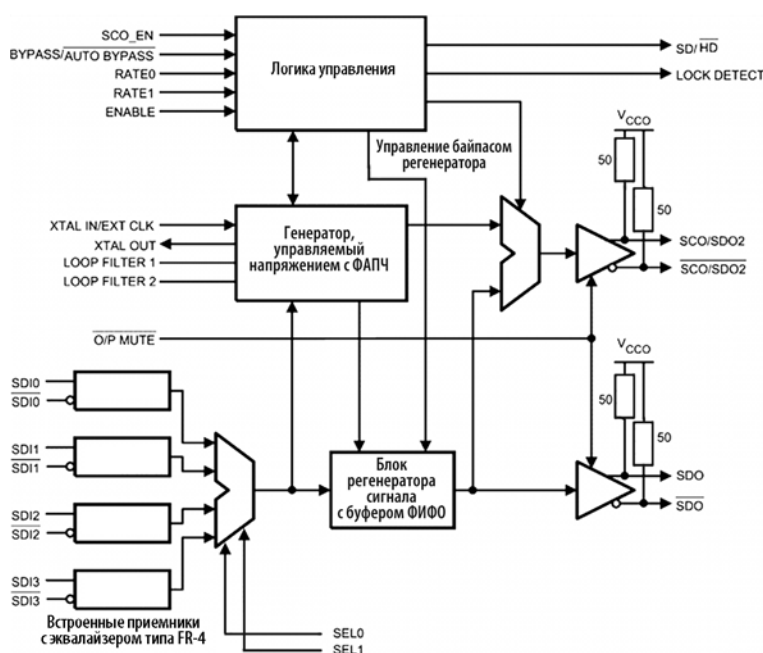 SCO_EN
BYPASS/AUTO BYPASS
RATE0
RATE1
ENABLE
Логика управления
SD/HD
LOCK DETECT
Управление байпасом
регенератора
VCCO
50
50
XTAL IN/EXT CLK
XTAL OUT
LOOP FILTER 1
LOOP FILTER 2
Генератор,
управляемый
напряжением с ФАПЧ
SCO/SDO2
SCO/SDO2
O/P MUTE
SDI0
SDI0
SDI1
SDI1
SDI2
SDI2
SDI3
SDI3
Встроенные приемники
с эквалайзером типа FR-4
Блок
регенератора
сигнала
с буфером ФИФО
VCCO
50
50
SDO
SDO
SEL0
SEL1